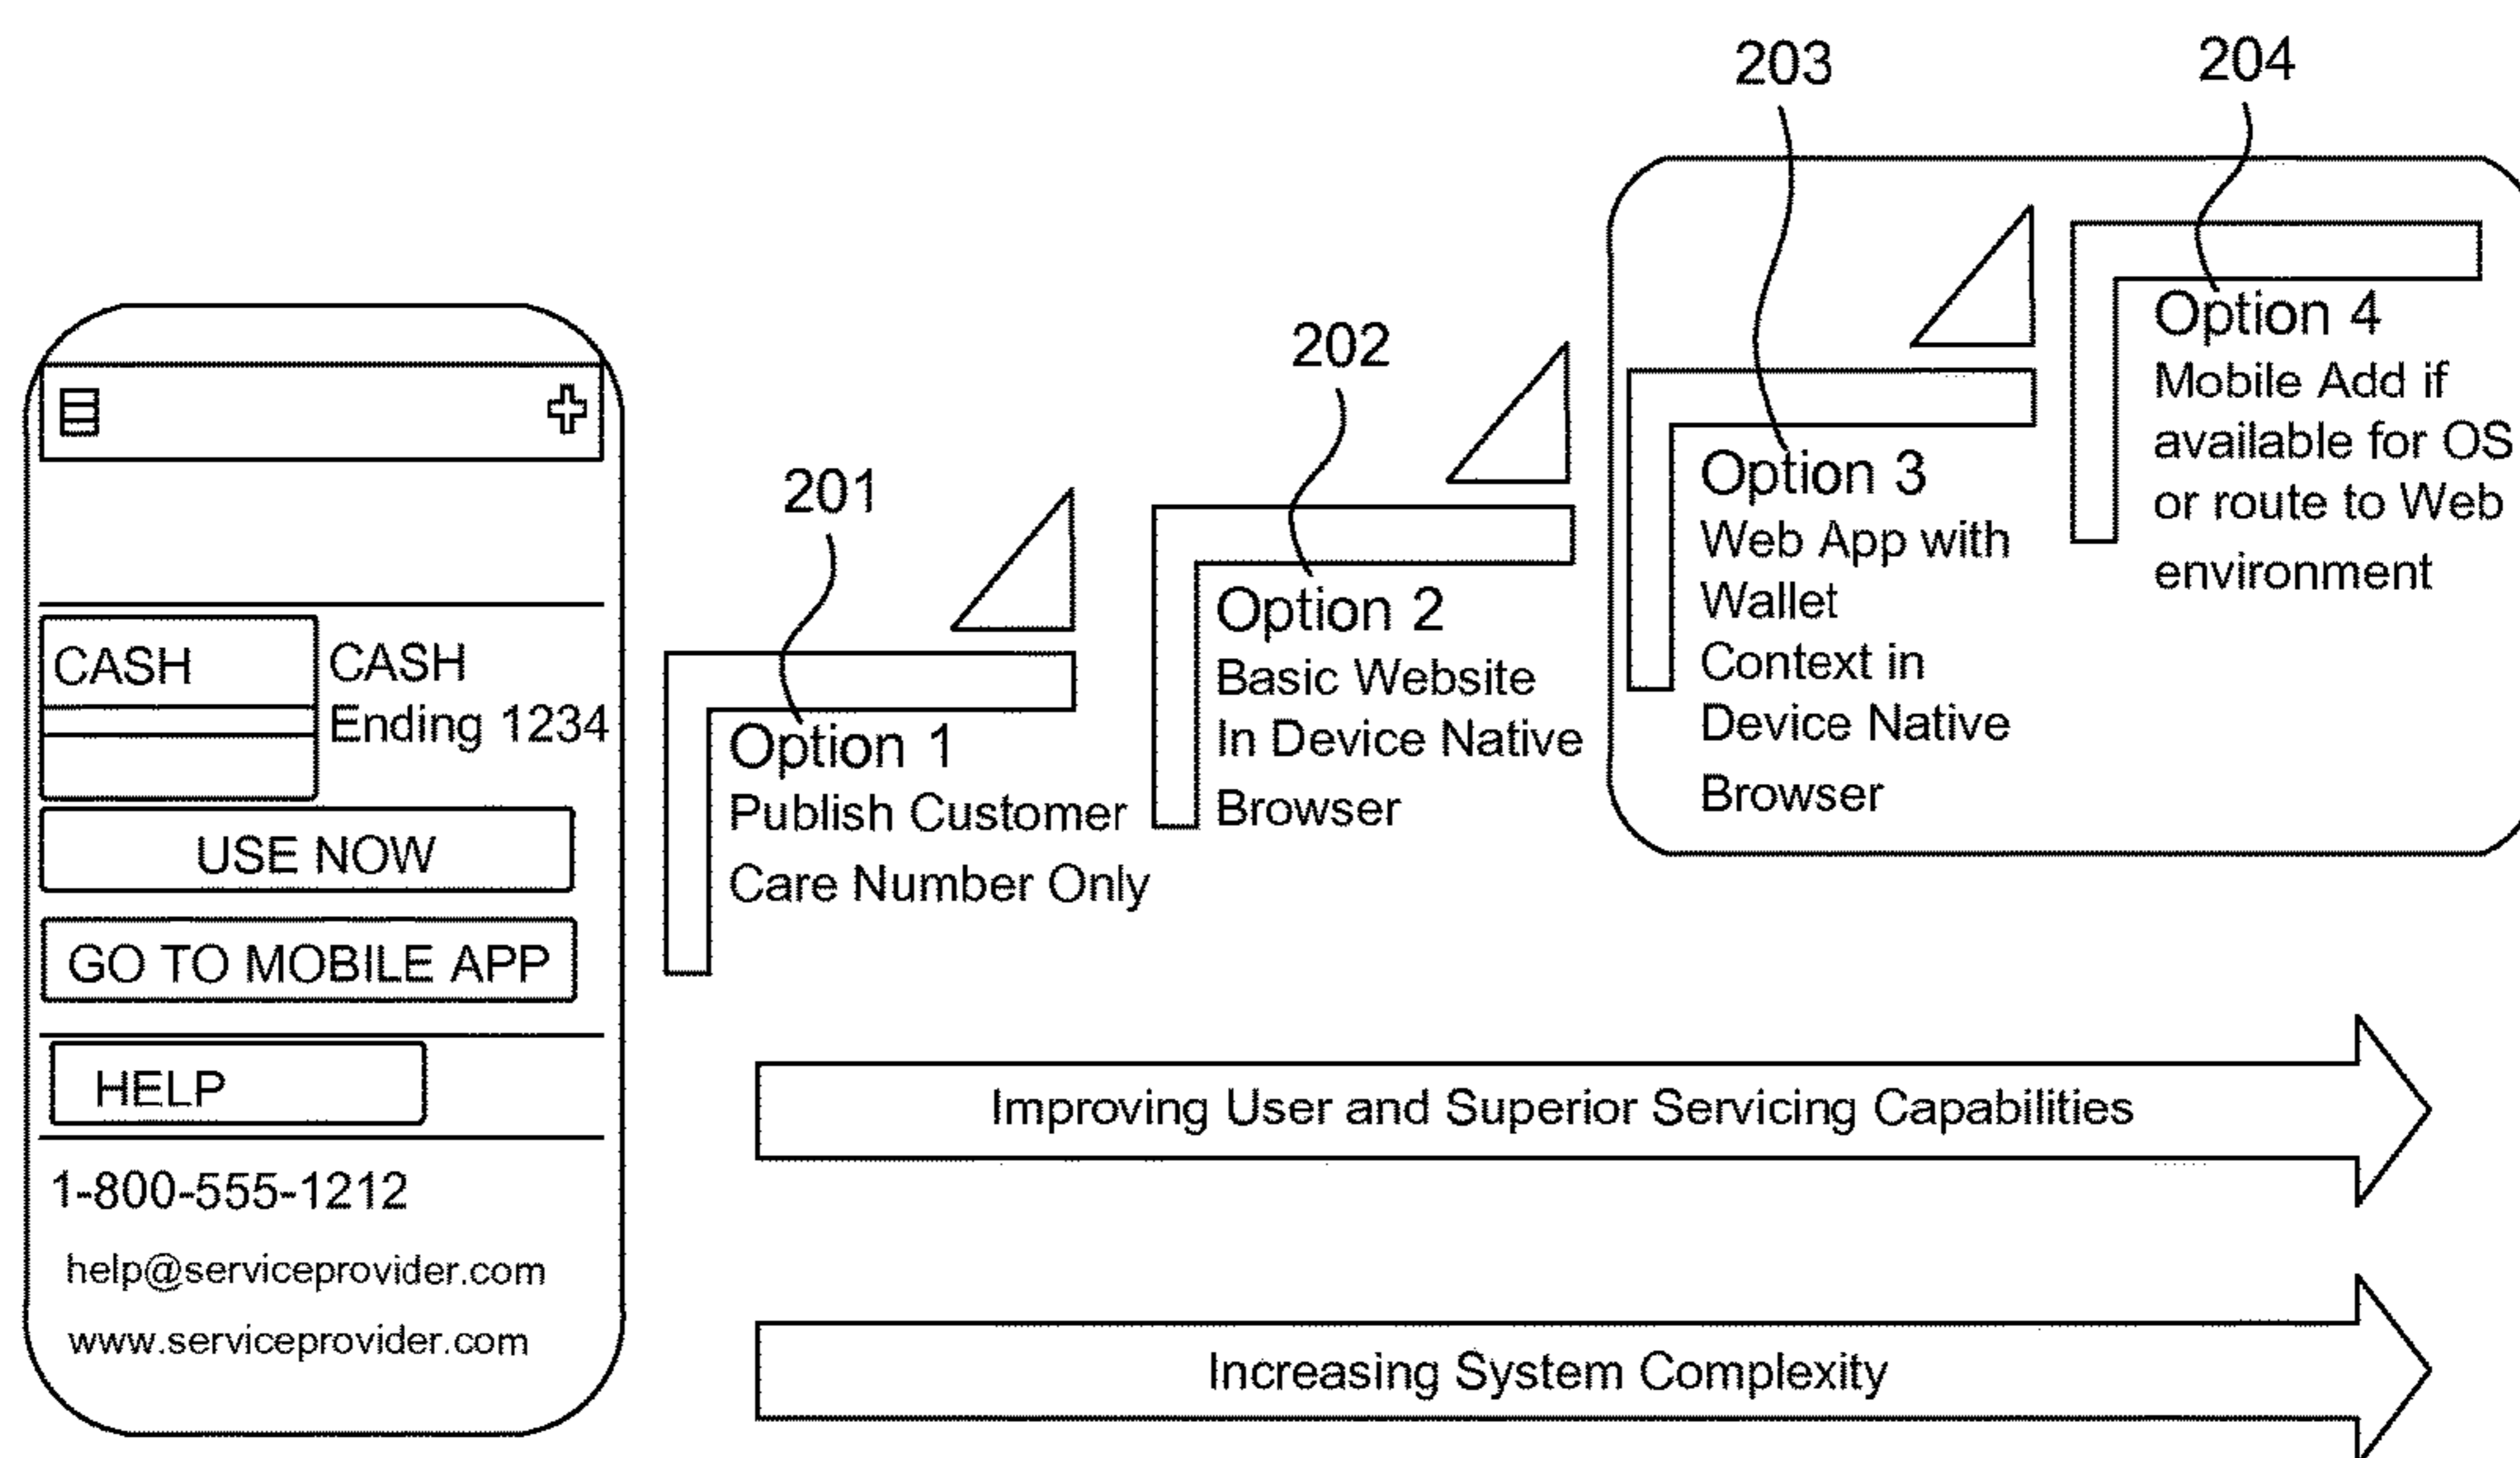 203
204
202
201
CASH
CASH
Ending 1234
USE NOW
GO TO MOBILE APP
HELP
1-800-555-1212
help@serviceprovider.com
www.serviceprovider.com
Option 1
Publish Customer
Care Number Only
Option 2
Basic Website
In Device Native
Browser
Option 3
Web App with
Wallet
Context in
Device Native
Browser
Option 4
Mobile Add if
available for OS
or route to Web
environment
Improving User and Superior Servicing Capabilities
Increasing System Complexity